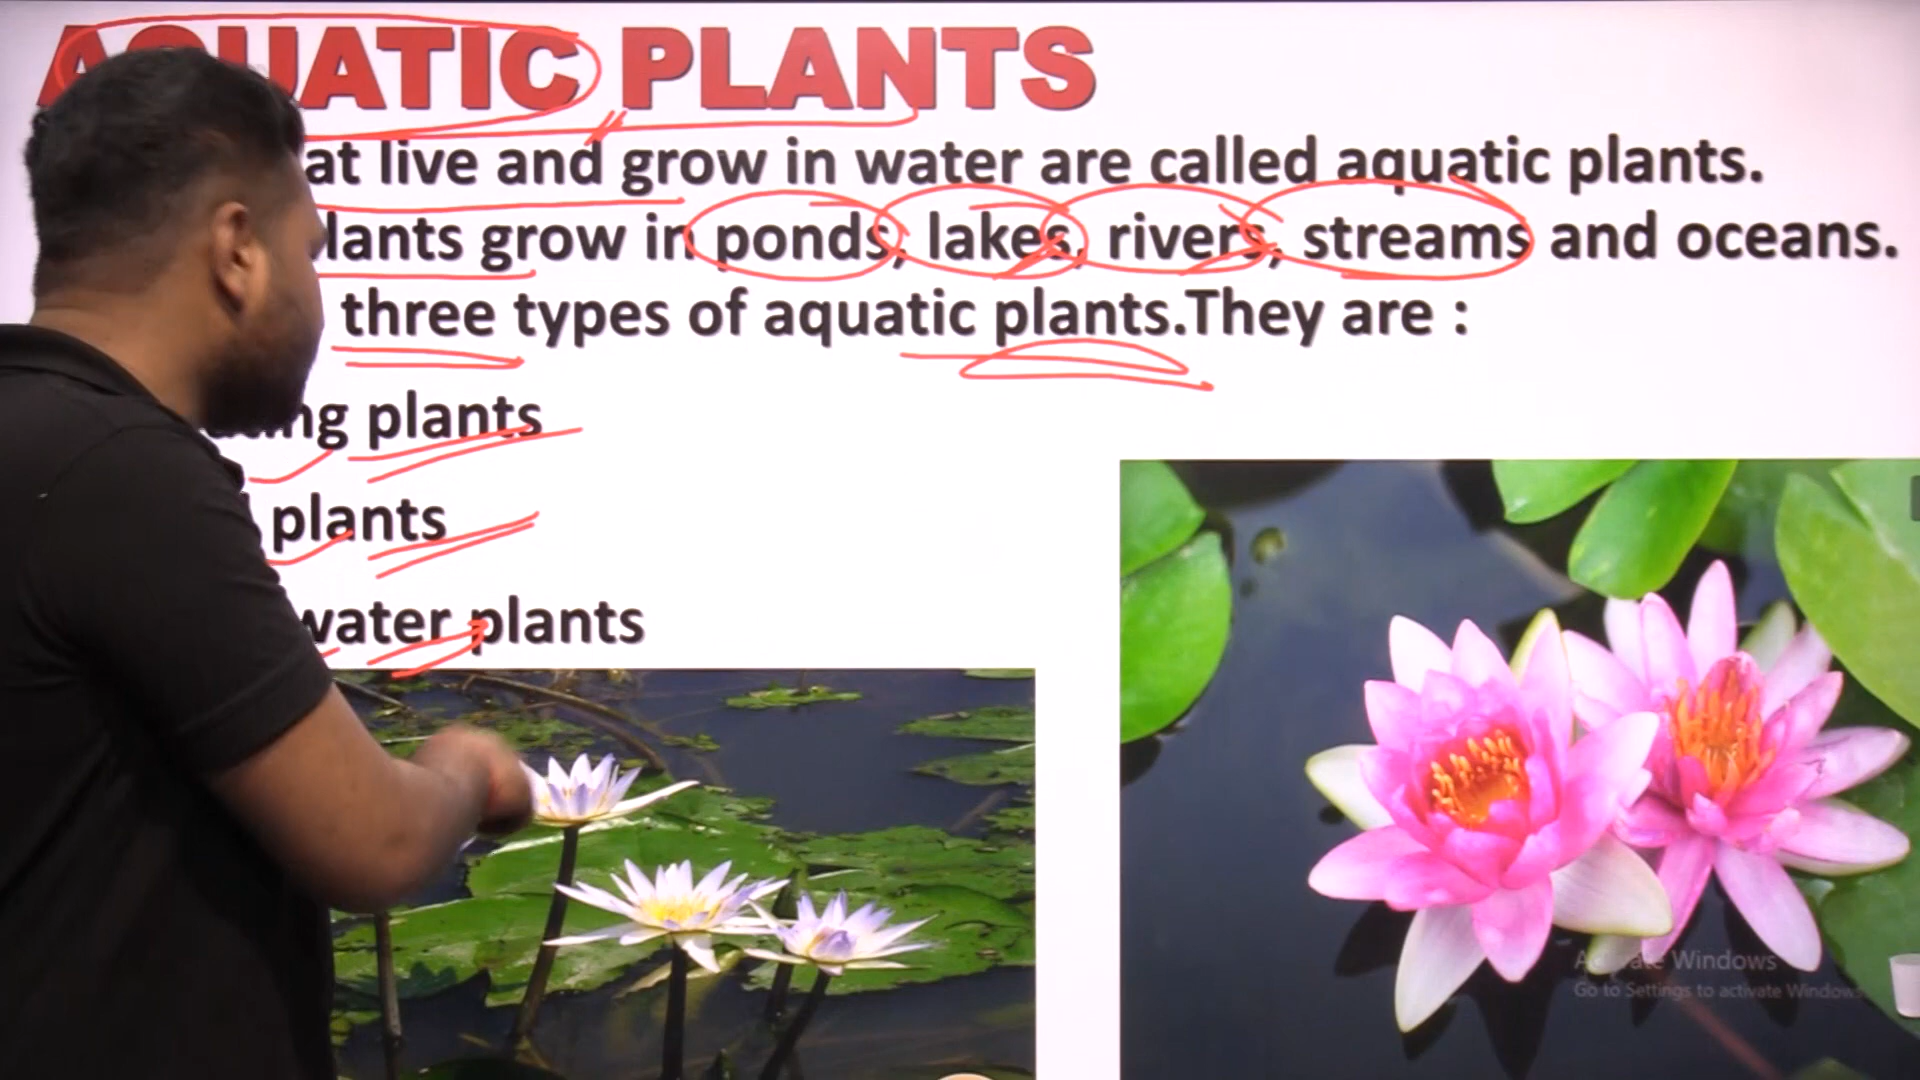 AQUATIC PLANTS
at live and grow in water are called aquatic plants.
lants grow in ponds, lakes, rivers, streams and oceans.
three types of aquatic plants.They are :
ing plants
plants
water plants
Activate Windows
Go to Settings to activate Windows